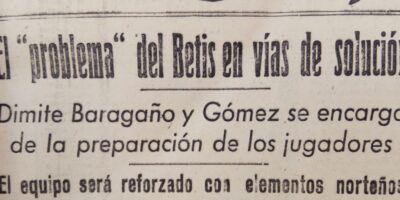 El "problema" del Betis en vías de solución
Dimite Baragaño y Gómez se encarga
de la preparación de los jugadores
El equipo será reforzado con elementos norteños